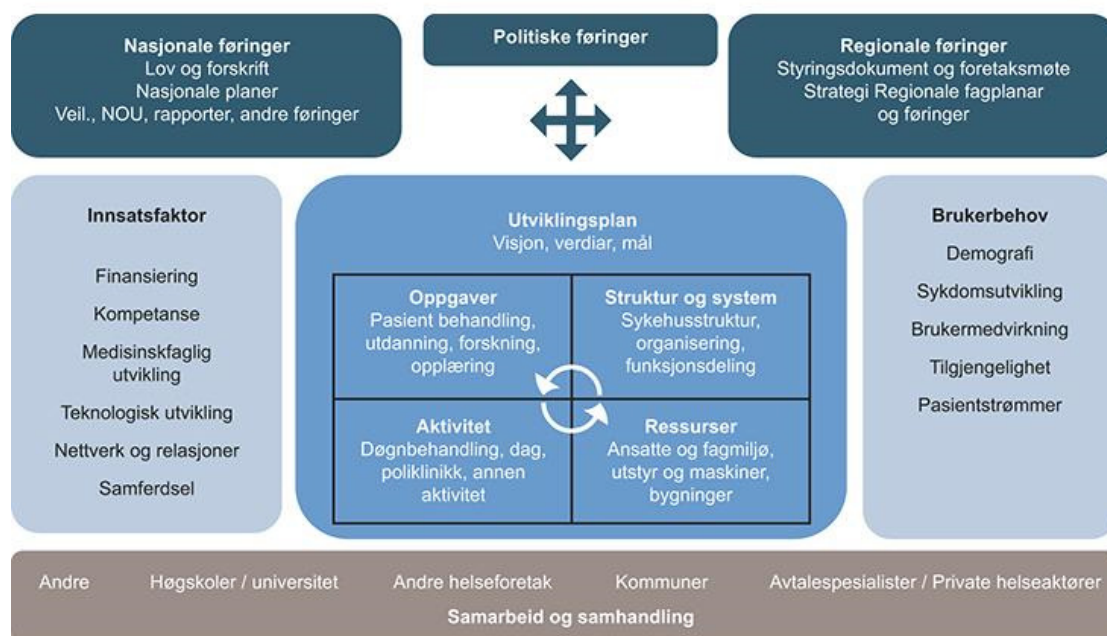 Nasjonale føringer
Lov og forskrift
Nasjonale planer
Veil., NOU, rapporter, andre føringer
Politiske føringer
Regionale føringer
Styringsdokument og foretaksmøte
Strategi Regionale fagplanar
og føringer
Innsatsfaktor
Finansiering
Kompetanse
Medisinskfaglig
utvikling
Teknologisk utvikling
Nettverk og relasjoner
Samferdsel
Utviklingsplan
Visjon, verdiar, mål
Oppgaver
Pasient behandling,
utdanning, forskning,
opplæring
Struktur og system
Sykehusstruktur,
organisering,
funksjonsdeling
Aktivitet
Døgnbehandling, dag,
poliklinikk, annen
aktivitet
Ressurser
Ansatte og fagmiljø,
utstyr og maskiner,
bygninger
Brukerbehov
Demografi
Sykdomsutvikling
Brukermedvirkning
Tilgjengelighet
Pasientstrømmer
Andre
Høgskoler / universitet
Andre helseforetak
Kommuner
Avtalespesialister / Private helseaktører
Samarbeid og samhandling